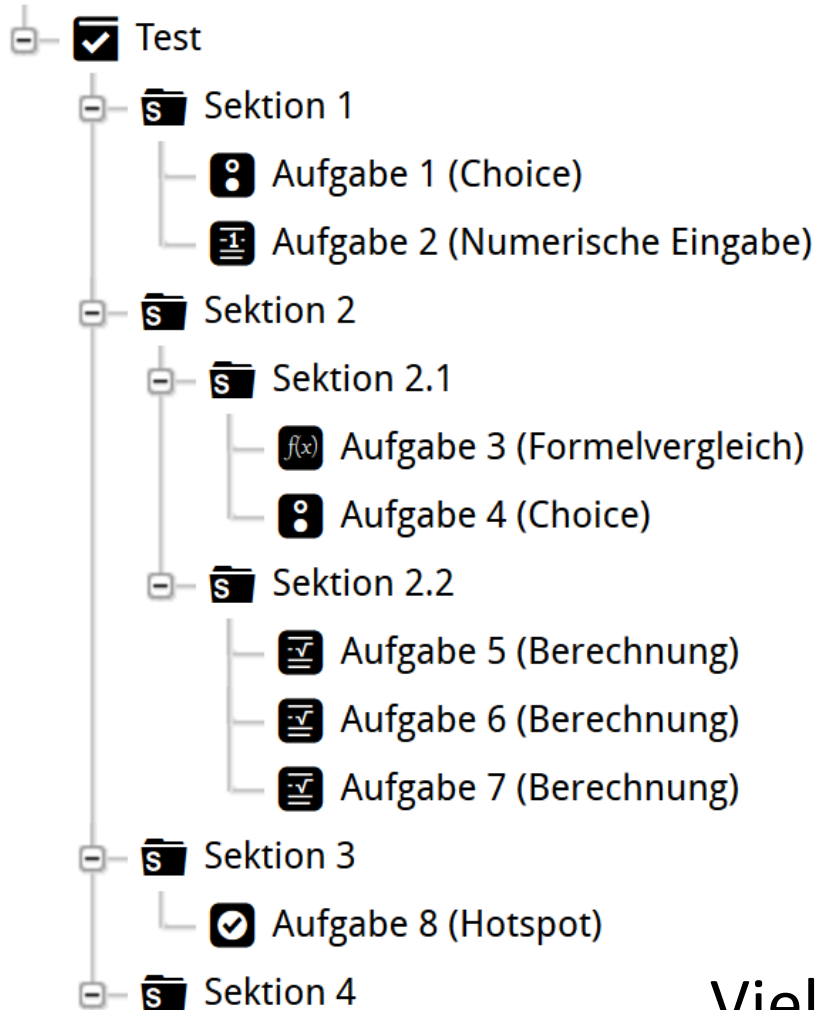 Test
Sektion 1
Aufgabe 1 (Choice)
Aufgabe 2 (Numerische Eingabe)
Sektion 2
Sektion 2.1
Aufgabe 3 (Formelvergleich)
Aufgabe 4 (Choice)
Sektion 2.2
Aufgabe 5 (Berechnung)
Aufgabe 6 (Berechnung)
Aufgabe 7 (Berechnung)
Sektion 3
Aufgabe 8 (Hotspot)
Sektion 4
Viel